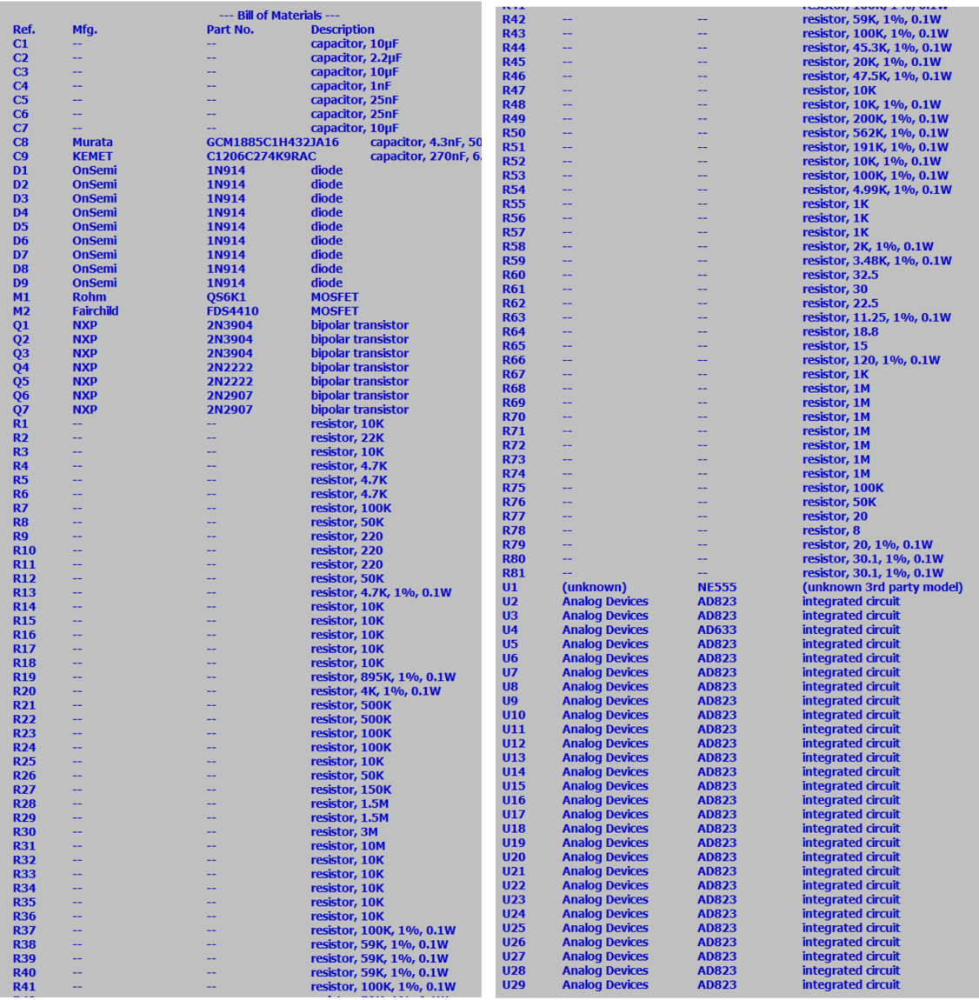 --- Bill of Materials ---
Ref. Mfg. Part No. Description
C1 -- -- capacitor, 10µF
C2 -- -- capacitor, 2.2µF
C3 -- -- capacitor, 10µF
C4 -- -- capacitor, 1nF
C5 -- -- capacitor, 25nF
C6 -- -- capacitor, 25nF
C7 -- -- capacitor, 10µF
C8 Murata GCM1885C1H432JA16 capacitor, 4.3nF, 50
C9 KEMET C1206C274K9RAC capacitor, 270nF, 6.
D1 OnSemi 1N914 diode
D2 OnSemi 1N914 diode
D3 OnSemi 1N914 diode
D4 OnSemi 1N914 diode
D5 OnSemi 1N914 diode
D6 OnSemi 1N914 diode
D7 OnSemi 1N914 diode
D8 OnSemi 1N914 diode
D9 OnSemi 1N914 diode
M1 Rohm QS6K1 MOSFET
M2 Fairchild FDS4410 MOSFET
Q1 NXP 2N3904 bipolar transistor
Q2 NXP 2N3904 bipolar transistor
Q3 NXP 2N3904 bipolar transistor
Q4 NXP 2N2222 bipolar transistor
Q5 NXP 2N2222 bipolar transistor
Q6 NXP 2N2907 bipolar transistor
Q7 NXP 2N2907 bipolar transistor
R1 -- -- resistor, 10K
R2 -- -- resistor, 22K
R3 -- -- resistor, 10K
R4 -- -- resistor, 4.7K
R5 -- -- resistor, 4.7K
R6 -- -- resistor, 4.7K
R7 -- -- resistor, 100K
R8 -- -- resistor, 50K
R9 -- -- resistor, 220
R10 -- -- resistor, 220
R11 -- -- resistor, 220
R12 -- -- resistor, 50K
R13 -- -- resistor, 4.7K, 1%, 0.1W
R14 -- -- resistor, 10K
R15 -- -- resistor, 10K
R16 -- -- resistor, 10K
R17 -- -- resistor, 10K
R18 -- -- resistor, 10K
R19 -- -- resistor, 895K, 1%, 0.1W
R20 -- -- resistor, 4K, 1%, 0.1W
R21 -- -- resistor, 500K
R22 -- -- resistor, 500K
R23 -- -- resistor, 100K
R24 -- -- resistor, 100K
R25 -- -- resistor, 10K
R26 -- -- resistor, 50K
R27 -- -- resistor, 150K
R28 -- -- resistor, 1.5M
R29 -- -- resistor, 1.5M
R30 -- -- resistor, 3M
R31 -- -- resistor, 10M
R32 -- -- resistor, 10K
R33 -- -- resistor, 10K
R34 -- -- resistor, 10K
R35 -- -- resistor, 10K
R36 -- -- resistor, 10K
R37 -- -- resistor, 100K, 1%, 0.1W
R38 -- -- resistor, 59K, 1%, 0.1W
R39 -- -- resistor, 59K, 1%, 0.1W
R40 -- -- resistor, 59K, 1%, 0.1W
R41 -- -- resistor, 100K, 1%, 0.1W
R42 -- -- resistor, 59K, 1%, 0.1W
R43 -- -- resistor, 100K, 1%, 0.1W
R44 -- -- resistor, 45.3K, 1%, 0.1W
R45 -- -- resistor, 20K, 1%, 0.1W
R46 -- -- resistor, 47.5K, 1%, 0.1W
R47 -- -- resistor, 10K
R48 -- -- resistor, 10K, 1%, 0.1W
R49 -- -- resistor, 200K, 1%, 0.1W
R50 -- -- resistor, 562K, 1%, 0.1W
R51 -- -- resistor, 191K, 1%, 0.1W
R52 -- -- resistor, 10K, 1%, 0.1W
R53 -- -- resistor, 100K, 1%, 0.1W
R54 -- -- resistor, 4.99K, 1%, 0.1W
R55 -- -- resistor, 1K
R56 -- -- resistor, 1K
R57 -- -- resistor, 1K
R58 -- -- resistor, 2K, 1%, 0.1W
R59 -- -- resistor, 3.48K, 1%, 0.1W
R60 -- -- resistor, 32.5
R61 -- -- resistor, 30
R62 -- -- resistor, 22.5
R63 -- -- resistor, 11.25, 1%, 0.1W
R64 -- -- resistor, 18.8
R65 -- -- resistor, 15
R66 -- -- resistor, 120, 1%, 0.1W
R67 -- -- resistor, 1K
R68 -- -- resistor, 1M
R69 -- -- resistor, 1M
R70 -- -- resistor, 1M
R71 -- -- resistor, 1M
R72 -- -- resistor, 1M
R73 -- -- resistor, 1M
R74 -- -- resistor, 1M
R75 -- -- resistor, 100K
R76 -- -- resistor, 50K
R77 -- -- resistor, 20
R78 -- -- resistor, 8
R79 -- -- resistor, 20, 1%, 0.1W
R80 -- -- resistor, 30.1, 1%, 0.1W
R81 -- -- resistor, 30.1, 1%, 0.1W
U1 (unknown) NE555 (unknown 3rd party model)
U2 Analog Devices AD823 integrated circuit
U3 Analog Devices AD823 integrated circuit
U4 Analog Devices AD633 integrated circuit
U5 Analog Devices AD823 integrated circuit
U6 Analog Devices AD823 integrated circuit
U7 Analog Devices AD823 integrated circuit
U8 Analog Devices AD823 integrated circuit
U9 Analog Devices AD823 integrated circuit
U10 Analog Devices AD823 integrated circuit
U11 Analog Devices AD823 integrated circuit
U12 Analog Devices AD823 integrated circuit
U13 Analog Devices AD823 integrated circuit
U14 Analog Devices AD823 integrated circuit
U15 Analog Devices AD823 integrated circuit
U16 Analog Devices AD823 integrated circuit
U17 Analog Devices AD823 integrated circuit
U18 Analog Devices AD823 integrated circuit
U19 Analog Devices AD823 integrated circuit
U20 Analog Devices AD823 integrated circuit
U21 Analog Devices AD823 integrated circuit
U22 Analog Devices AD823 integrated circuit
U23 Analog Devices AD823 integrated circuit
U24 Analog Devices AD823 integrated circuit
U25 Analog Devices AD823 integrated circuit
U26 Analog Devices AD823 integrated circuit
U27 Analog Devices AD823 integrated circuit
U28 Analog Devices AD823 integrated circuit
U29 Analog Devices AD823 integrated circuit